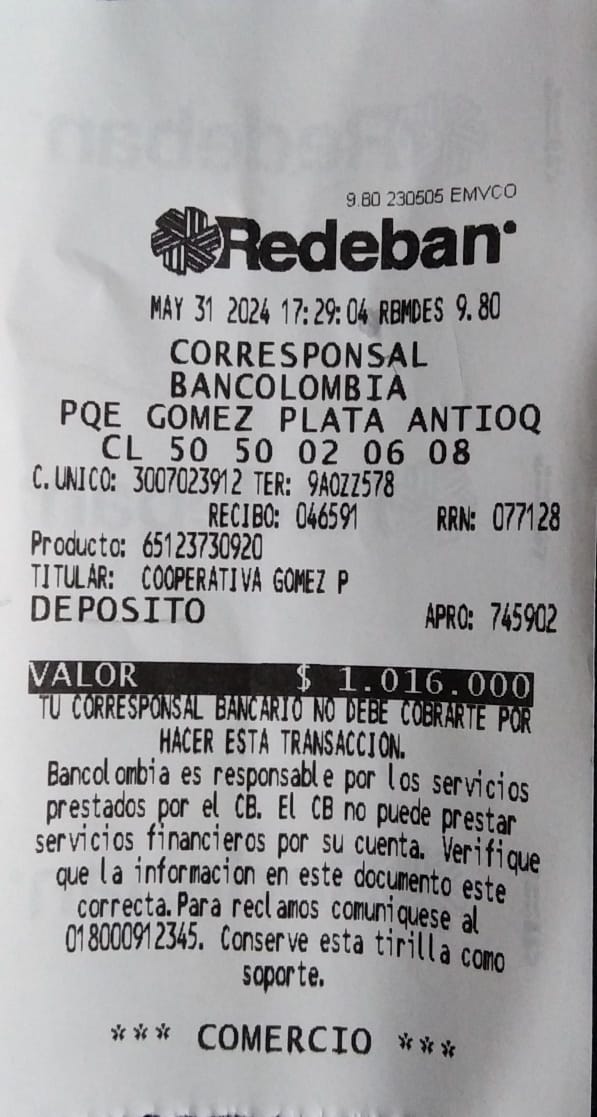 9.80 230505 EMVCO
Redeban
MAY 31 2024 17:29:04 RBMDES 9.80
CORRESPONSAL
BANCOLOMBIA
PQE GOMEZ PLATA ANTIOQ
CL 50 50 02 06 08
C.UNICO: 3007023912 TER: 9AOZZ578
RECIBO: 046591 RRN: 077128
Producto: 65123730920
TITULAR: COOPERATIVA GOMEZ P
DEPOSITO APRO: 745902
VALOR $ 1.016.000
TU CORRESPONSAL BANCARIO NO DEBE COBRARTE POR
HACER ESTA TRANSACCION.
Bancolombia es responsable por los servicios
prestados por el CB. El CB no puede prestar
servicios financieros por su cuenta. Verifique
que la informacion en este documento este
correcta.Para reclamos comuniquese al
018000912345. Conserve esta tirilla como
soporte.
*** COMERCIO ***